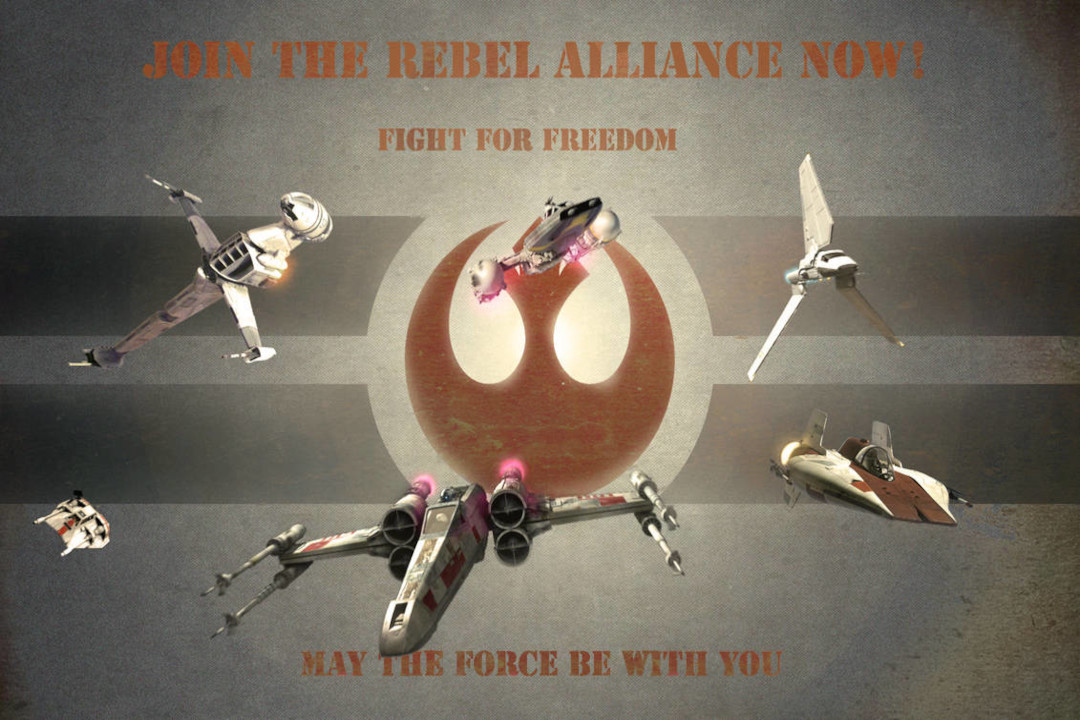 JOIN THE REBEL ALLIANCE NOW!
FIGHT FOR FREEDOM
MAY THE FORCE BE WITH YOU